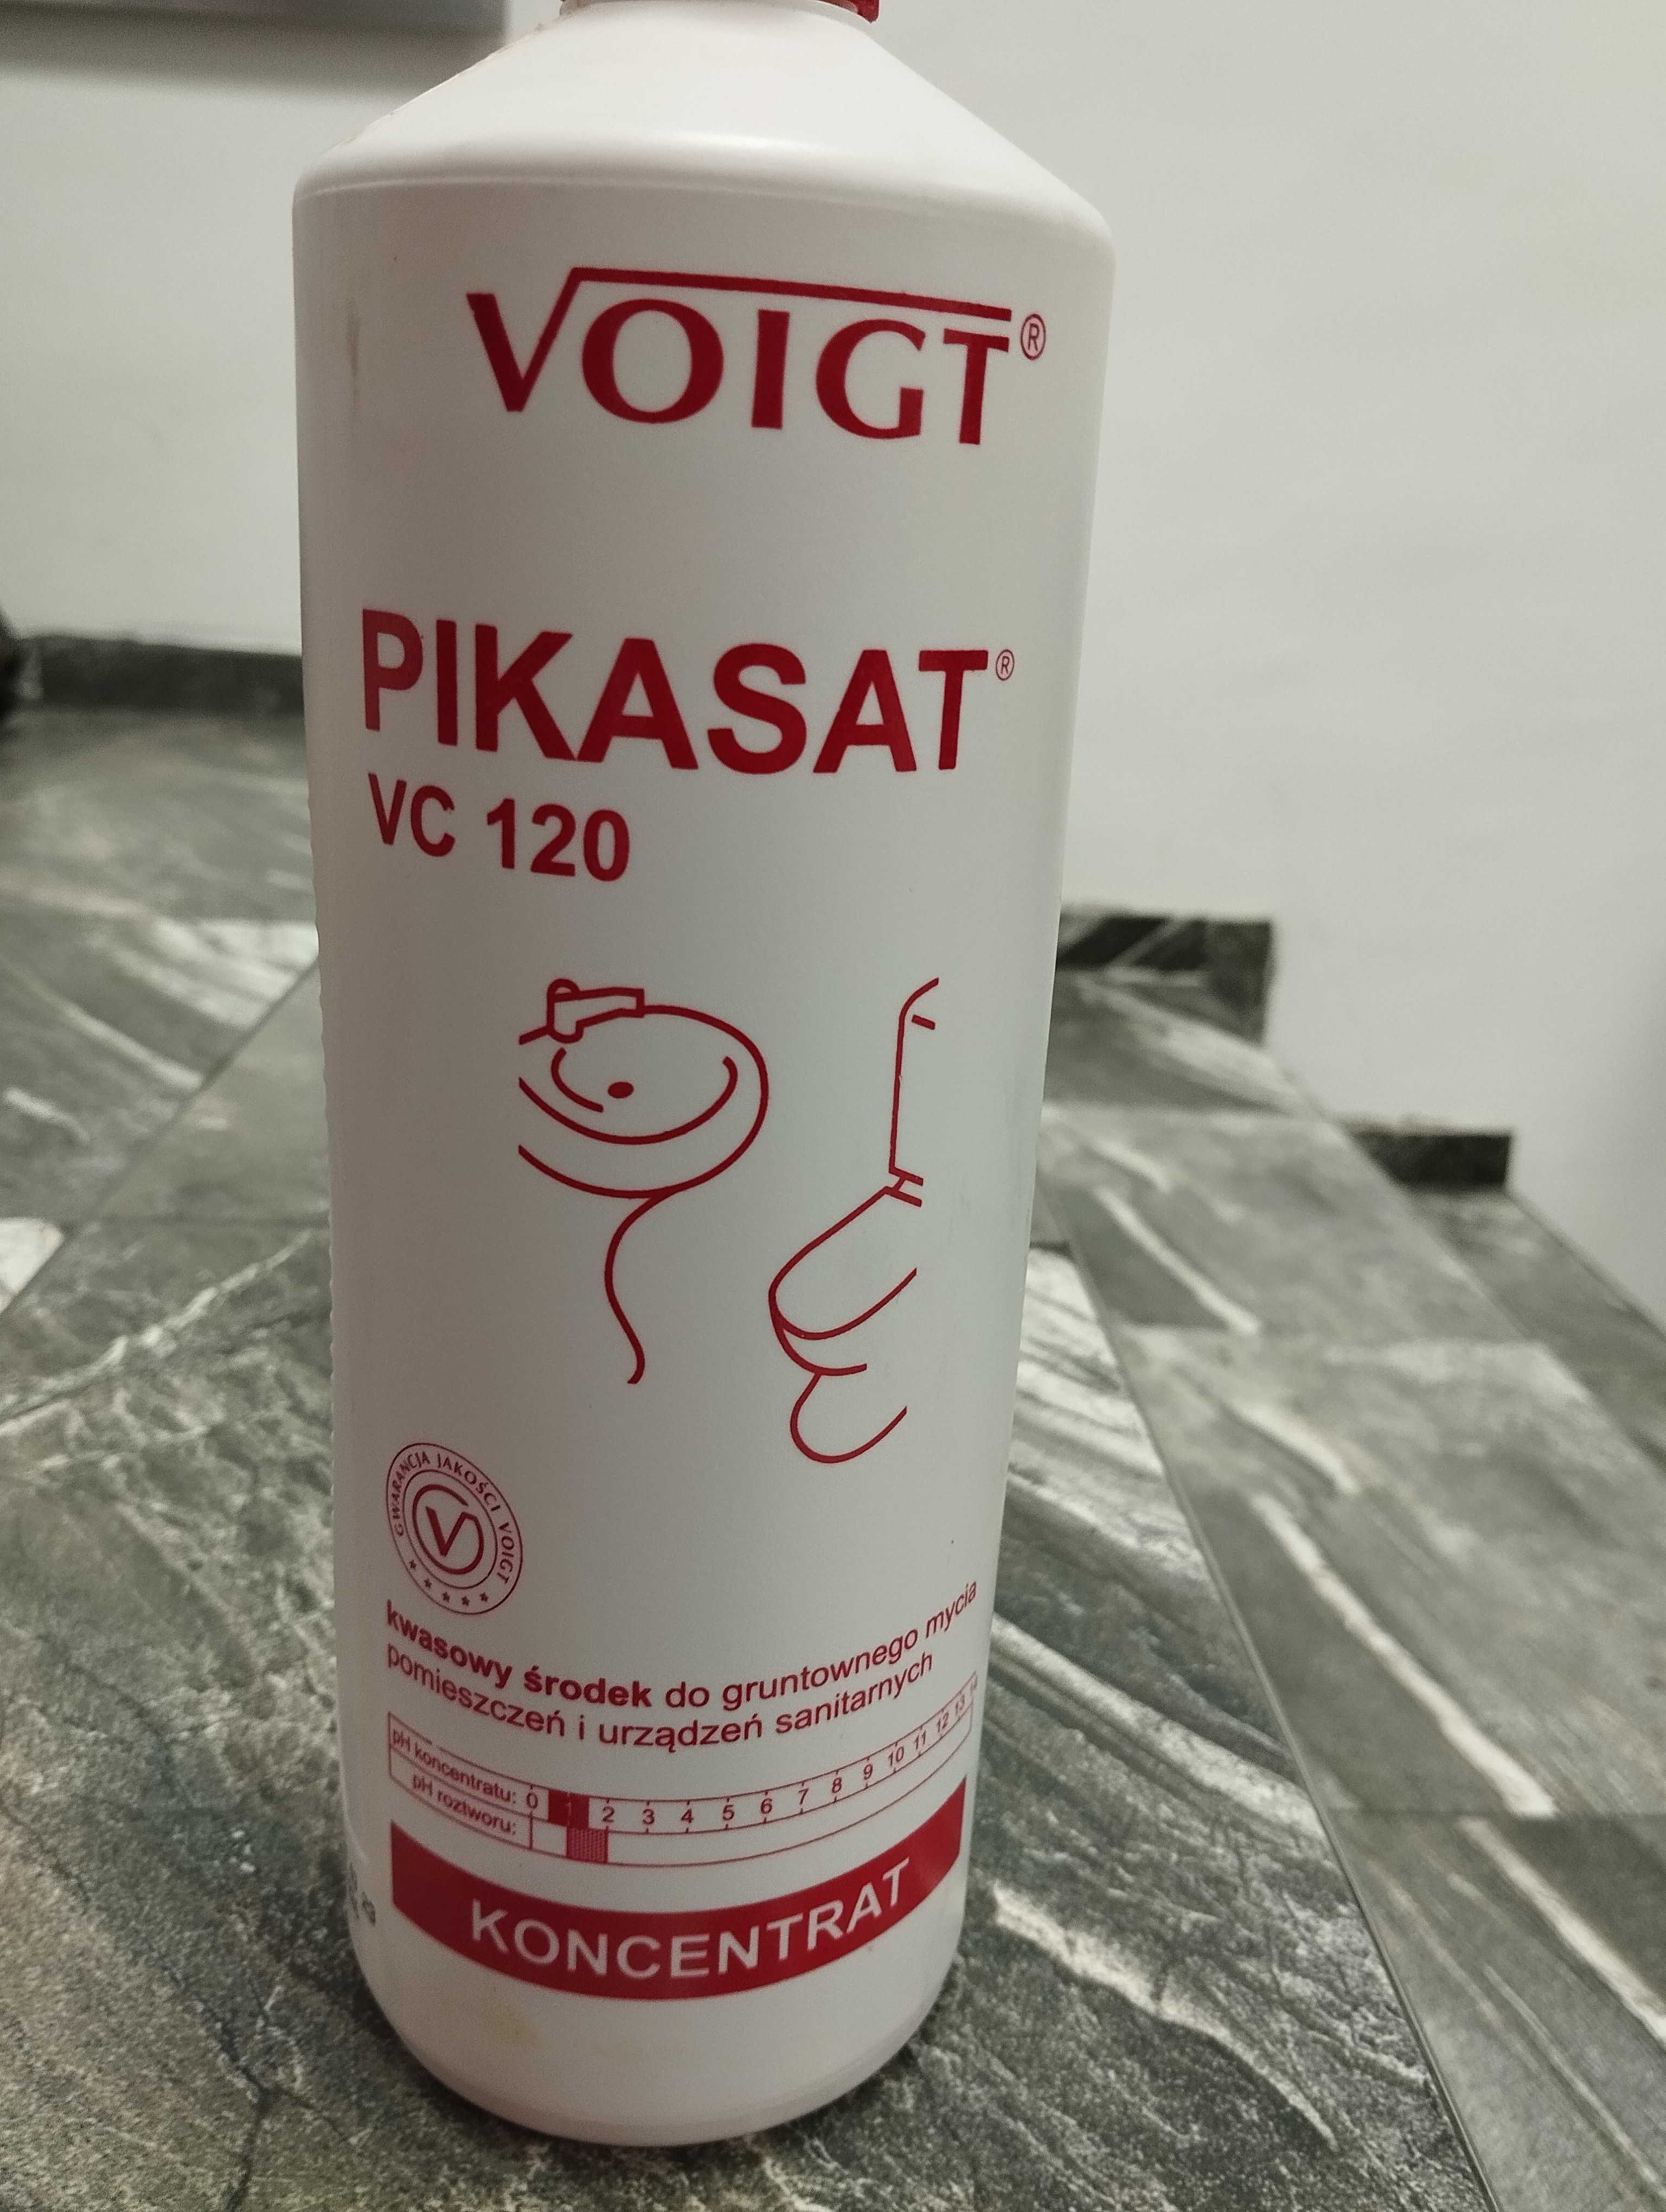 VOIGT®
PIKASAT®
VC 120
GWARANCJA JAKOŚCI VOIGT
V
kwasowy środek do gruntownego mycia
pomieszczeń i urządzeń sanitarnych
pH koncentratu: 0 1 2 3 4 5 6 7 8 9 10 11 12 13 14
pH roztworu:
KONCENTRAT